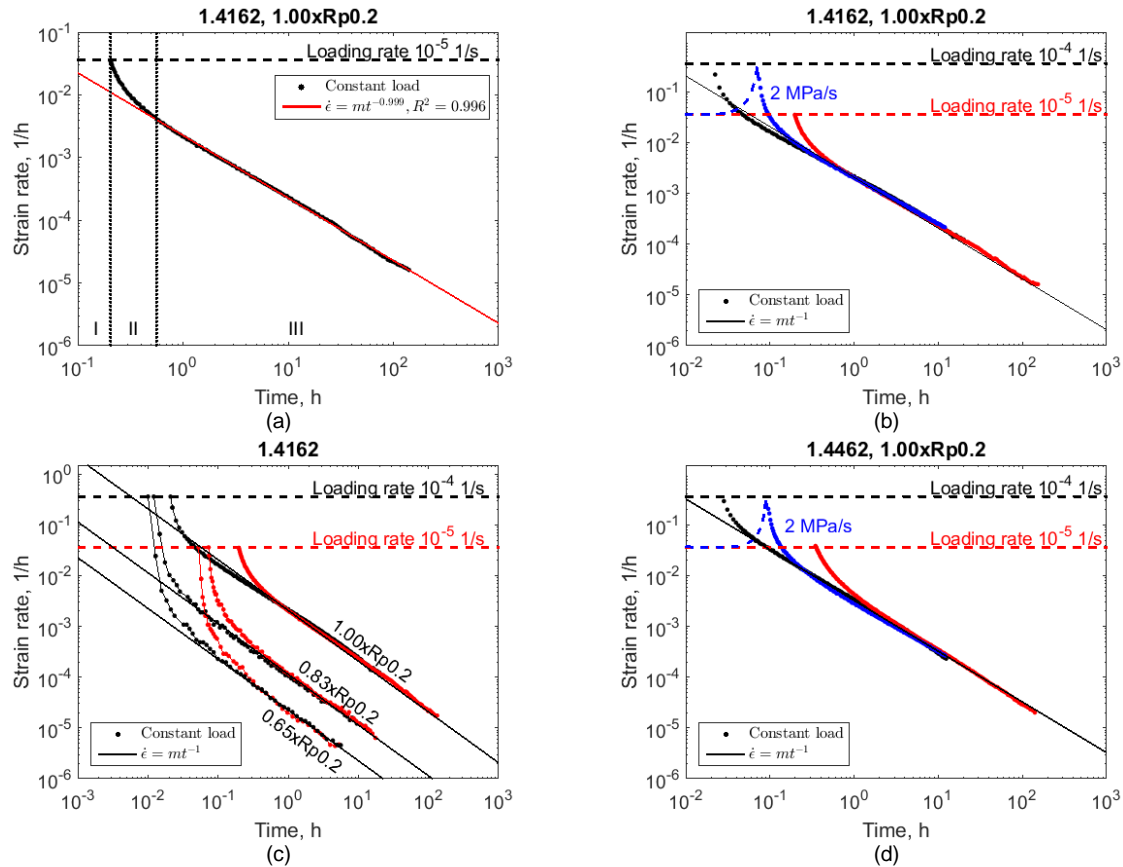 1.4162, 1.00xRp0.2
Loading rate 10⁻⁵ 1/s
Constant load
ε̇ = mt⁻⁰·⁹⁹⁹, R² = 0.996
Strain rate, 1/h
10⁻¹
10⁻²
10⁻³
10⁻⁴
10⁻⁵
10⁻⁶
I II III
10⁻¹ 10⁰ 10¹ 10² 10³
Time, h
(a)
1.4162, 1.00xRp0.2
Loading rate 10⁻⁴ 1/s
2 MPa/s
Loading rate 10⁻⁵ 1/s
Constant load
ε̇ = mt⁻¹
Strain rate, 1/h
10⁻¹
10⁻²
10⁻³
10⁻⁴
10⁻⁵
10⁻⁶
10⁻² 10⁻¹ 10⁰ 10¹ 10² 10³
Time, h
(b)
1.4162
Loading rate 10⁻⁴ 1/s
Loading rate 10⁻⁵ 1/s
1.00xRp0.2
0.83xRp0.2
0.65xRp0.2
Constant load
ε̇ = mt⁻¹
Strain rate, 1/h
10⁰
10⁻¹
10⁻²
10⁻³
10⁻⁴
10⁻⁵
10⁻⁶
10⁻³ 10⁻² 10⁻¹ 10⁰ 10¹ 10² 10³
Time, h
(c)
1.4462, 1.00xRp0.2
Loading rate 10⁻⁴ 1/s
2 MPa/s
Loading rate 10⁻⁵ 1/s
Constant load
ε̇ = mt⁻¹
Strain rate, 1/h
10⁻¹
10⁻²
10⁻³
10⁻⁴
10⁻⁵
10⁻⁶
10⁻² 10⁻¹ 10⁰ 10¹ 10² 10³
Time, h
(d)